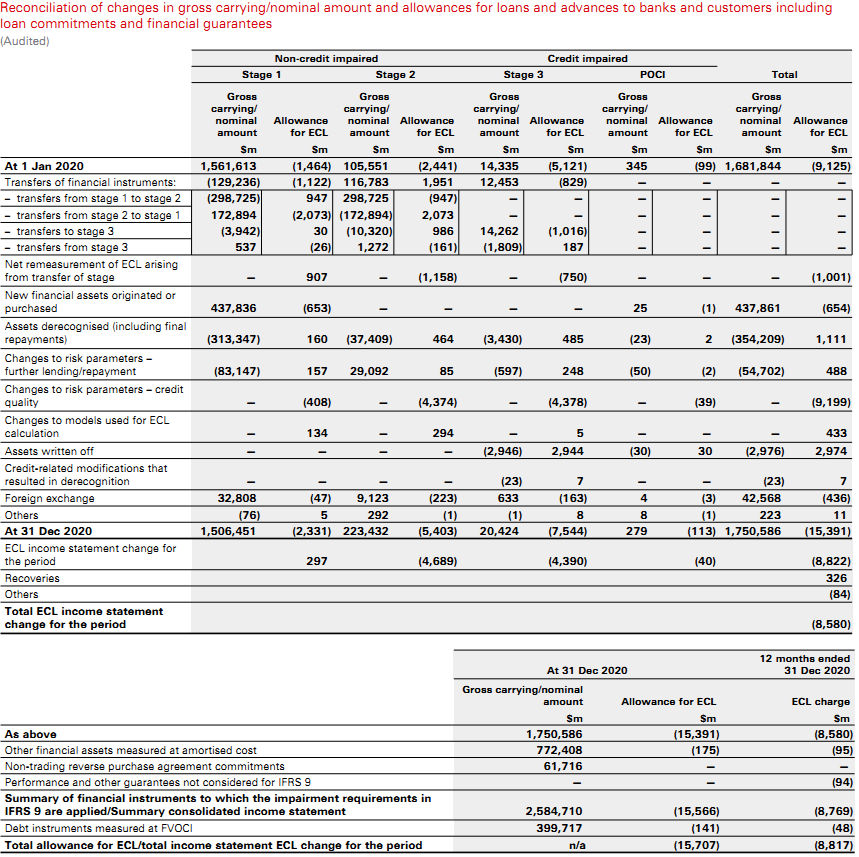 Reconciliation of changes in gross carrying/nominal amount and allowances for loans and advances to banks and customers including
loan commitments and financial guarantees
(Audited)
Non-credit impaired Credit impaired
Stage 1 Stage 2 Stage 3 POCI Total
Gross Gross Gross Gross Gross
carrying/ carrying/ carrying/ carrying/ carrying/
nominal Allowance nominal Allowance nominal Allowance nominal Allowance nominal Allowance
amount for ECL amount for ECL amount for ECL amount for ECL amount for ECL
$m $m $m $m $m $m $m $m $m $m
At 1 Jan 2020 1,561,613 (1,464) 105,551 (2,441) 14,335 (5,121) 345 (99) 1,681,844 (9,125)
Transfers of financial instruments: (129,236) (1,122) 116,783 1,951 12,453 (829) – – – –
– transfers from stage 1 to stage 2 (298,725) 947 298,725 (947) – – – – – –
– transfers from stage 2 to stage 1 172,894 (2,073) (172,894) 2,073 – – – – – –
– transfers to stage 3 (3,942) 30 (10,320) 986 14,262 (1,016) – – – –
– transfers from stage 3 537 (26) 1,272 (161) (1,809) 187 – – – –
Net remeasurement of ECL arising
from transfer of stage – 907 – (1,158) – (750) – – – (1,001)
New financial assets originated or
purchased 437,836 (653) – – – – 25 (1) 437,861 (654)
Assets derecognised (including final
repayments) (313,347) 160 (37,409) 464 (3,430) 485 (23) 2 (354,209) 1,111
Changes to risk parameters –
further lending/repayment (83,147) 157 29,092 85 (597) 248 (50) (2) (54,702) 488
Changes to risk parameters – credit
quality – (408) – (4,374) – (4,378) – (39) – (9,199)
Changes to models used for ECL
calculation – 134 – 294 – 5 – – – 433
Assets written off – – – – (2,946) 2,944 (30) 30 (2,976) 2,974
Credit-related modifications that
resulted in derecognition – – – – (23) 7 – – (23) 7
Foreign exchange 32,808 (47) 9,123 (223) 633 (163) 4 (3) 42,568 (436)
Others (76) 5 292 (1) (1) 8 8 (1) 223 11
At 31 Dec 2020 1,506,451 (2,331) 223,432 (5,403) 20,424 (7,544) 279 (113) 1,750,586 (15,391)
ECL income statement change for
the period 297 (4,689) (4,390) (40) (8,822)
Recoveries 326
Others (84)
Total ECL income statement
change for the period (8,580)
12 months ended
At 31 Dec 2020 31 Dec 2020
Gross carrying/nominal
amount Allowance for ECL ECL charge
$m $m $m
As above 1,750,586 (15,391) (8,580)
Other financial assets measured at amortised cost 772,408 (175) (95)
Non-trading reverse purchase agreement commitments 61,716 – –
Performance and other guarantees not considered for IFRS 9 – – (94)
Summary of financial instruments to which the impairment requirements in
IFRS 9 are applied/Summary consolidated income statement 2,584,710 (15,566) (8,769)
Debt instruments measured at FVOCI 399,717 (141) (48)
Total allowance for ECL/total income statement ECL change for the period n/a (15,707) (8,817)